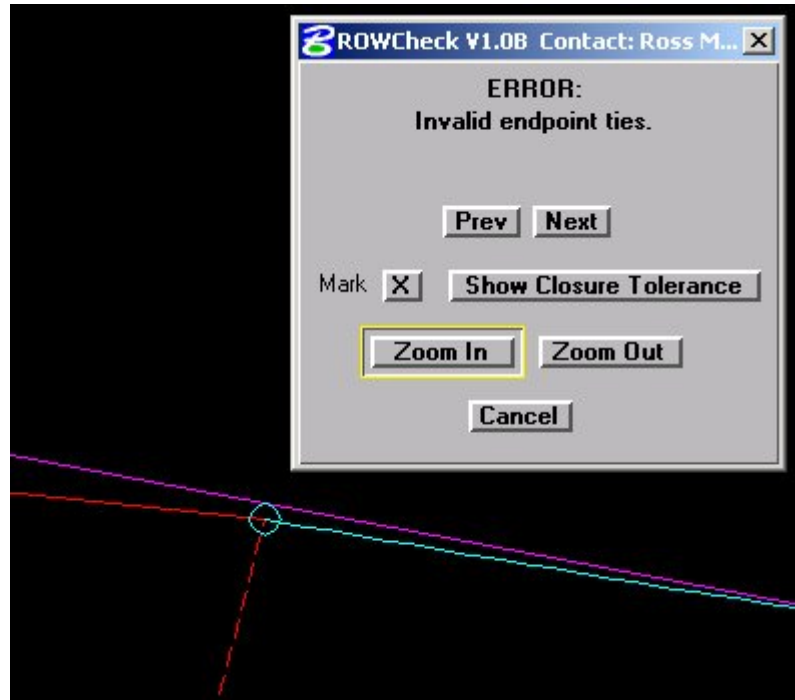 ROWCheck V1.0B Contact: Ross M...
ERROR:
Invalid endpoint ties.
Prev Next
Mark X Show Closure Tolerance
Zoom In Zoom Out
Cancel